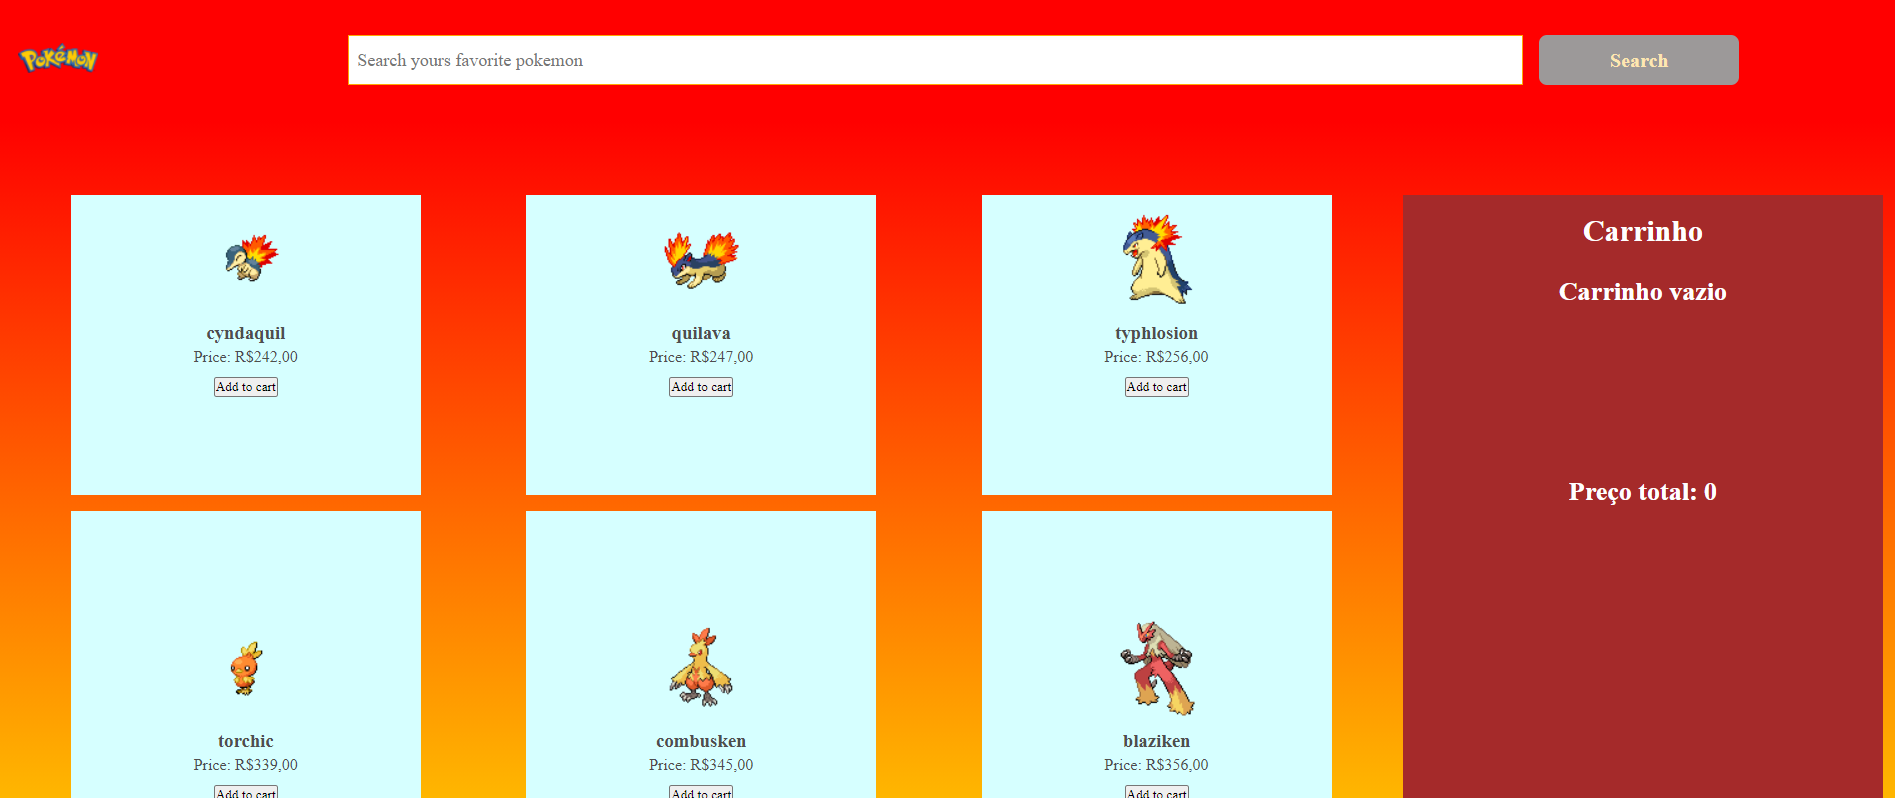 POKéMON
Search yours favorite pokemon
Search
cyndaquil
Price: R$242,00
Add to cart
quilava
Price: R$247,00
Add to cart
typhlosion
Price: R$256,00
Add to cart
Carrinho
Carrinho vazio
Preço total: 0
torchic
Price: R$339,00
Add to cart
combusken
Price: R$345,00
Add to cart
blaziken
Price: R$356,00
Add to cart